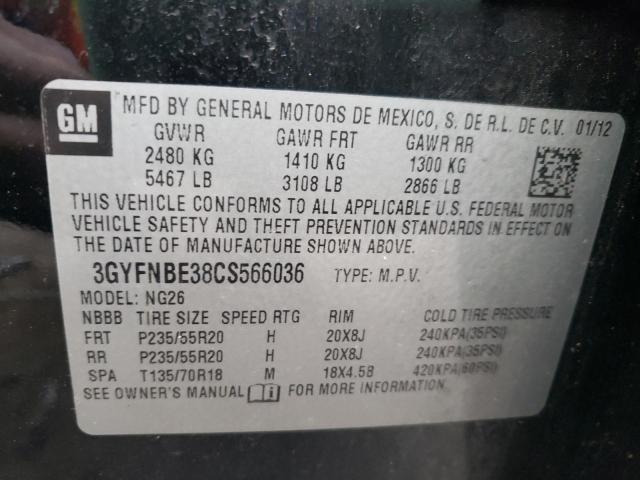 GM
MFD BY GENERAL MOTORS DE MEXICO, S. DE R.L. DE C.V. 01/12
GVWR GAWR FRT GAWR RR
2480 KG 1410 KG 1300 KG
5467 LB 3108 LB 2866 LB
THIS VEHICLE CONFORMS TO ALL APPLICABLE U.S. FEDERAL MOTOR
VEHICLE SAFETY AND THEFT PREVENTION STANDARDS IN EFFECT ON
THE DATE OF MANUFACTURE SHOWN ABOVE.
3GYFNBE38CS566036 TYPE: M.P.V.
MODEL: NG26
NBBB TIRE SIZE SPEED RTG RIM COLD TIRE PRESSURE
FRT P235/55R20 H 20X8J 240KPA(35PSI)
RR P235/55R20 H 20X8J 240KPA(35PSI)
SPA T135/70R18 M 18X4.5B 420KPA(60PSI)
SEE OWNER'S MANUAL i FOR MORE INFORMATION.